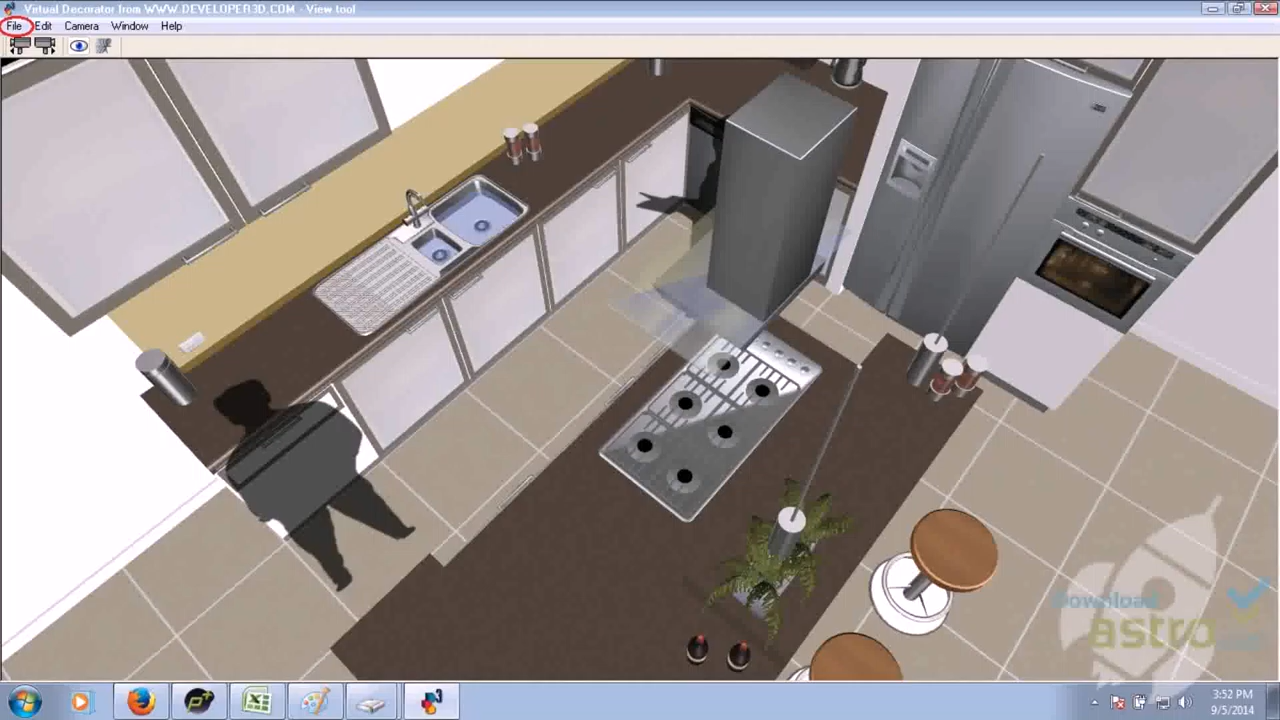 Virtual Decorator from WWW.DEVELOPER3D.COM - View tool
File Edit Camera Window Help
Download
astro
3:52 PM
9/5/2014